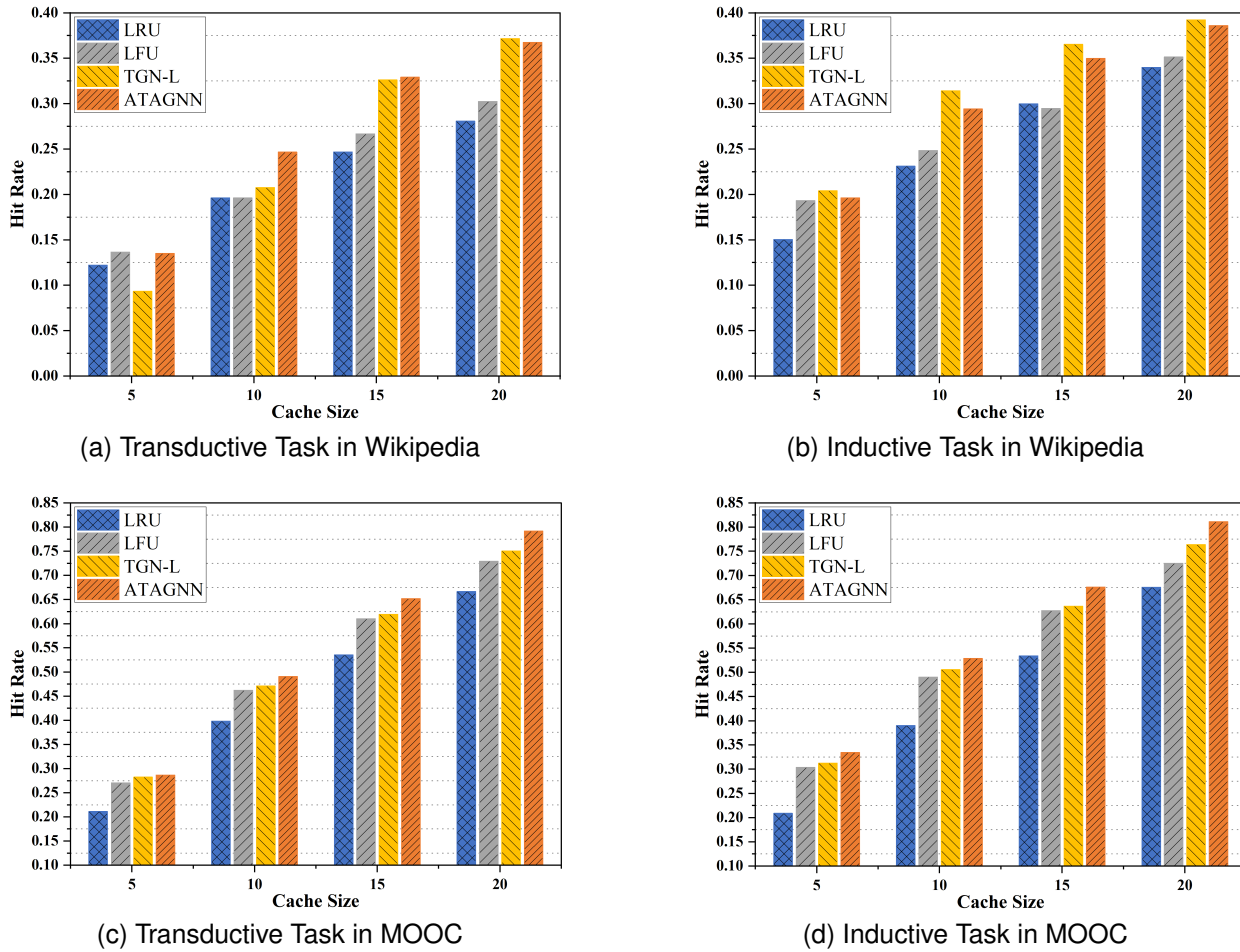 0.40
0.35
0.30
0.25
0.20
0.15
0.10
0.05
0.00
Hit Rate
LRU
LFU
TGN-L
ATAGNN
5 10 15 20
Cache Size
(a) Transductive Task in Wikipedia
0.40
0.35
0.30
0.25
0.20
0.15
0.10
0.05
0.00
Hit Rate
LRU
LFU
TGN-L
ATAGNN
5 10 15 20
Cache Size
(b) Inductive Task in Wikipedia
0.85
0.80
0.75
0.70
0.65
0.60
0.55
0.50
0.45
0.40
0.35
0.30
0.25
0.20
0.15
0.10
Hit Rate
LRU
LFU
TGN-L
ATAGNN
5 10 15 20
Cache Size
(c) Transductive Task in MOOC
0.85
0.80
0.75
0.70
0.65
0.60
0.55
0.50
0.45
0.40
0.35
0.30
0.25
0.20
0.15
0.10
Hit Rate
LRU
LFU
TGN-L
ATAGNN
5 10 15 20
Cache Size
(d) Inductive Task in MOOC